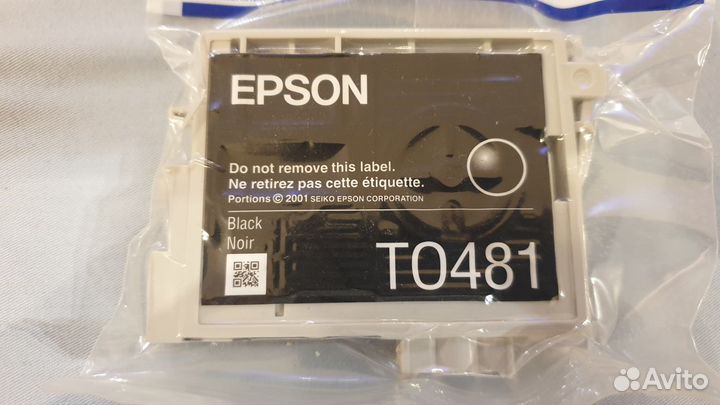 EPSON
Do not remove this label.
Ne retirez pas cette étiquette.
Portions © 2001 SEIKO EPSON CORPORATION
Black
Noir
T0481
Avito